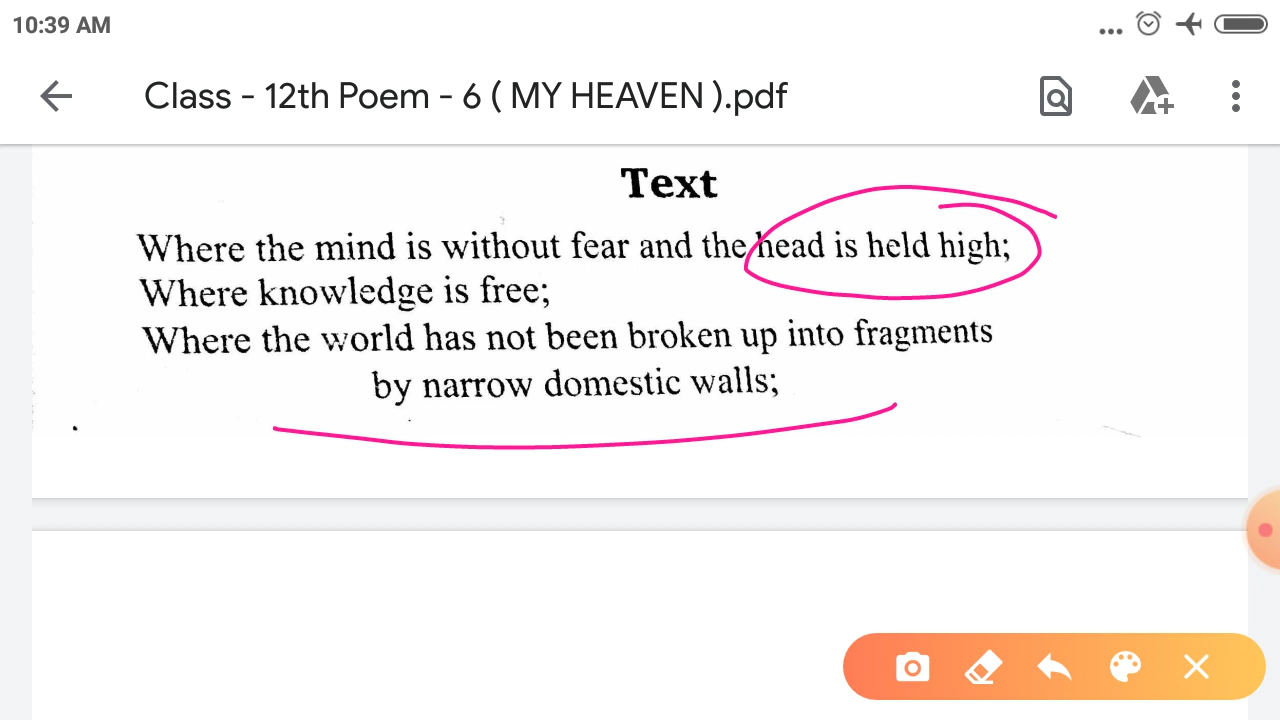 10:39 AM
Class - 12th Poem - 6 ( MY HEAVEN ).pdf
Text
Where the mind is without fear and the head is held high;
Where knowledge is free;
Where the world has not been broken up into fragments
by narrow domestic walls;